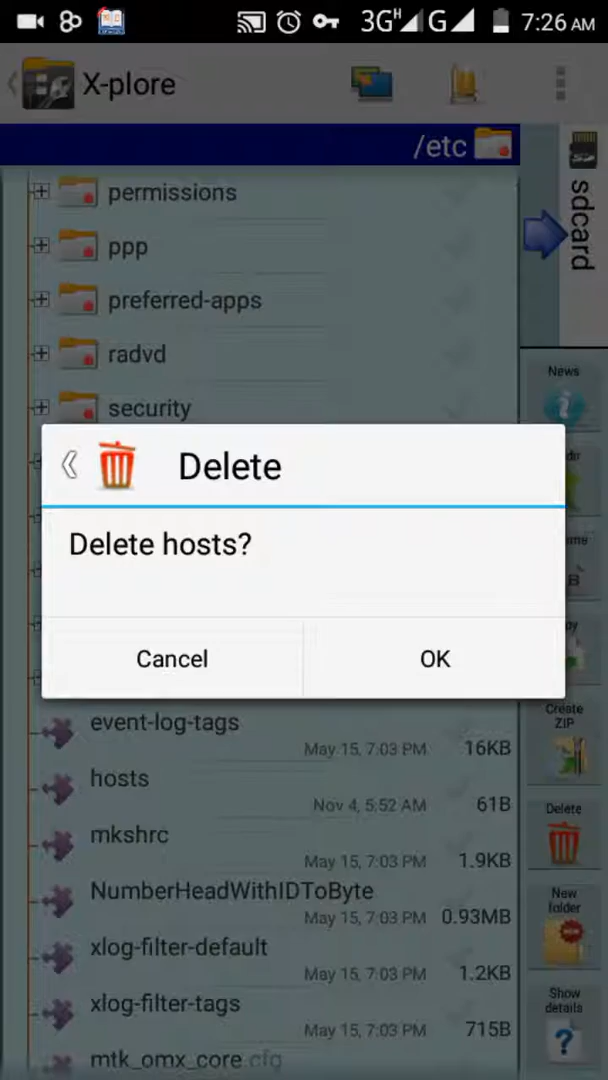 3G H G 7:26 AM
X-plore
/etc
sdcard
permissions
ppp
preferred-apps
radvd
News
security
Delete
Delete hosts?
Cancel OK
Create
ZIP
event-log-tags
May 15, 7:03 PM 16KB
hosts
Nov 4, 5:52 AM 61B
Delete
mkshrc
May 15, 7:03 PM 1.9KB
NumberHeadWithIDToByte
May 15, 7:03 PM 0.93MB
New
folder
xlog-filter-default
May 15, 7:03 PM 1.2KB
xlog-filter-tags
May 15, 7:03 PM 715B
Show
details
mtk_omx_core.cfg